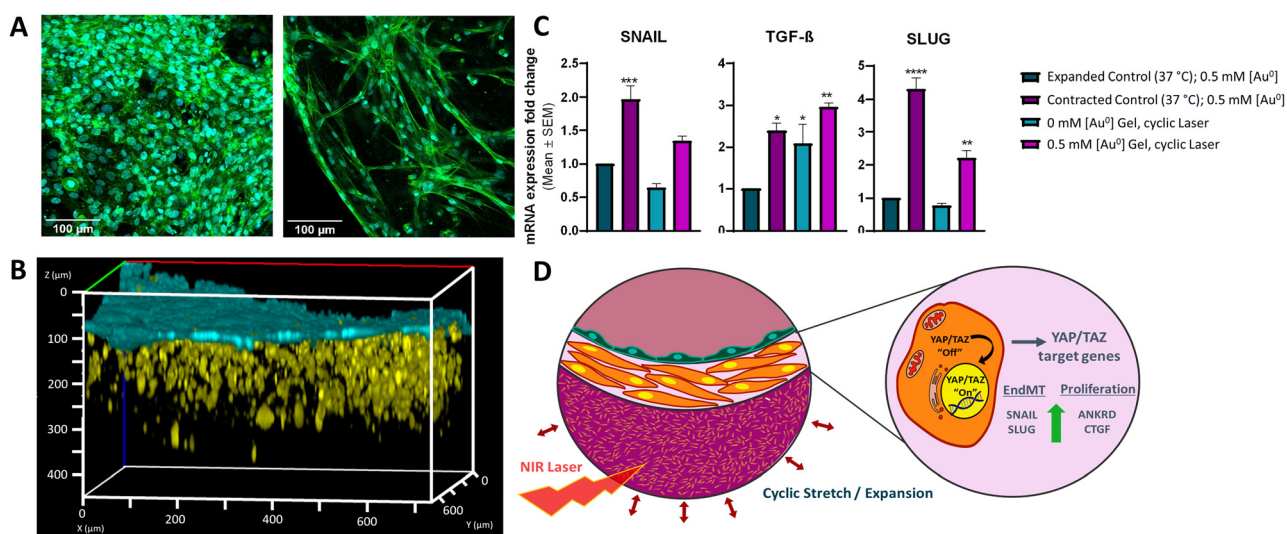 A
100 µm
100 µm
B
Z (µm)
0
100
200
300
400
0
200
400
600
X (µm)
0
200
400
600
Y (µm)
C
mRNA expression fold change
(Mean ± SEM)
SNAIL
2.5
2.0
1.5
1.0
0.5
0.0
***
TGF-ß
4
3
2
1
0
*
*
**
SLUG
5
4
3
2
1
0
****
**
Expanded Control (37 °C); 0.5 mM [Au⁰]
Contracted Control (37 °C); 0.5 mM [Au⁰]
0 mM [Au⁰] Gel, cyclic Laser
0.5 mM [Au⁰] Gel, cyclic Laser
D
NIR Laser
Cyclic Stretch / Expansion
YAP/TAZ
"Off"
YAP/TAZ
"On"
YAP/TAZ
target genes
EndMT
Proliferation
SNAIL
SLUG
ANKRD
CTGF